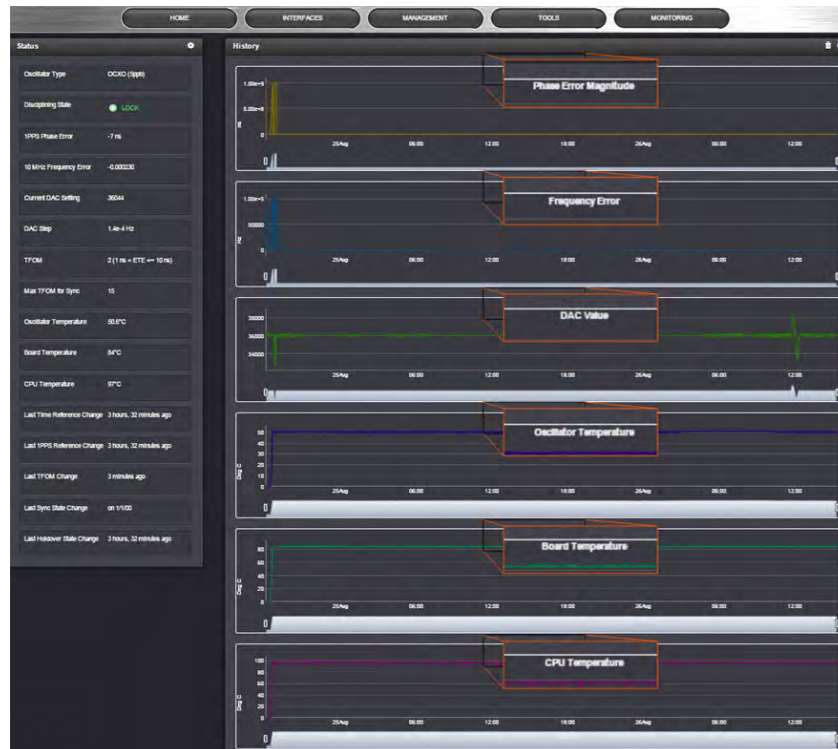 HOME INTERFACES MANAGEMENT TOOLS MONITORING
Status
Oscillator Type OCXO (5ppb)
Disciplining State LOCK
1PPS Phase Error -7 ns
10 MHz Frequency Error -0.000230
Current DAC Setting 36044
DAC Step 1.4e-4 Hz
TFOM 2 (1 ns < ETE <= 10 ns)
Max TFOM for Sync 15
Oscillator Temperature 50.6°C
Board Temperature 84°C
CPU Temperature 97°C
Last Time Reference Change 3 hours, 32 minutes ago
Last 1PPS Reference Change 3 hours, 32 minutes ago
Last TFOM Change 3 minutes ago
Last Sync State Change on 1/1/00
Last Holdover State Change 3 hours, 32 minutes ago
History
Phase Error Magnitude
1.00e+9
5.00e+8
0
25Aug 06:00 12:00 18:00 26Aug 06:00 12:00
Frequency Error
Hz
1.00e+5
50000
0
25Aug 06:00 12:00 18:00 26Aug 06:00 12:00
DAC Value
38000
36000
34000
25Aug 06:00 12:00 18:00 26Aug 06:00 12:00
Oscillator Temperature
Deg C
50
40
30
20
10
0
25Aug 06:00 12:00 18:00 26Aug 06:00 12:00
Board Temperature
Deg C
80
60
40
20
0
25Aug 06:00 12:00 18:00 26Aug 06:00 12:00
CPU Temperature
Deg C
100
80
60
40
20
0
25Aug 06:00 12:00 18:00 26Aug 06:00 12:00